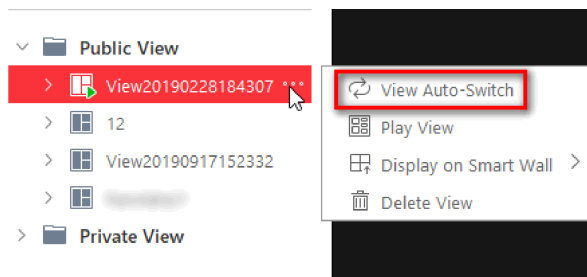 Public View
View20190228184307
12
View20190917152332
Private View
View Auto-Switch
Play View
Display on Smart Wall
Delete View